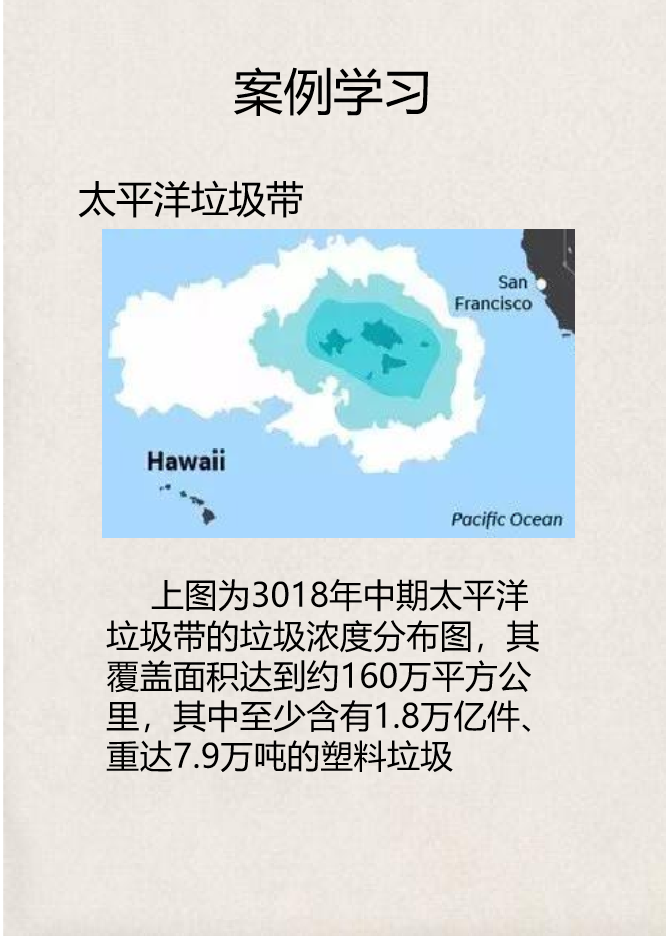 案例学习
太平洋垃圾带
San
Francisco
Hawaii
Pacific Ocean
上图为3018年中期太平洋
垃圾带的垃圾浓度分布图，其
覆盖面积达到约160万平方公
里，其中至少含有1.8万亿件、
重达7.9万吨的塑料垃圾